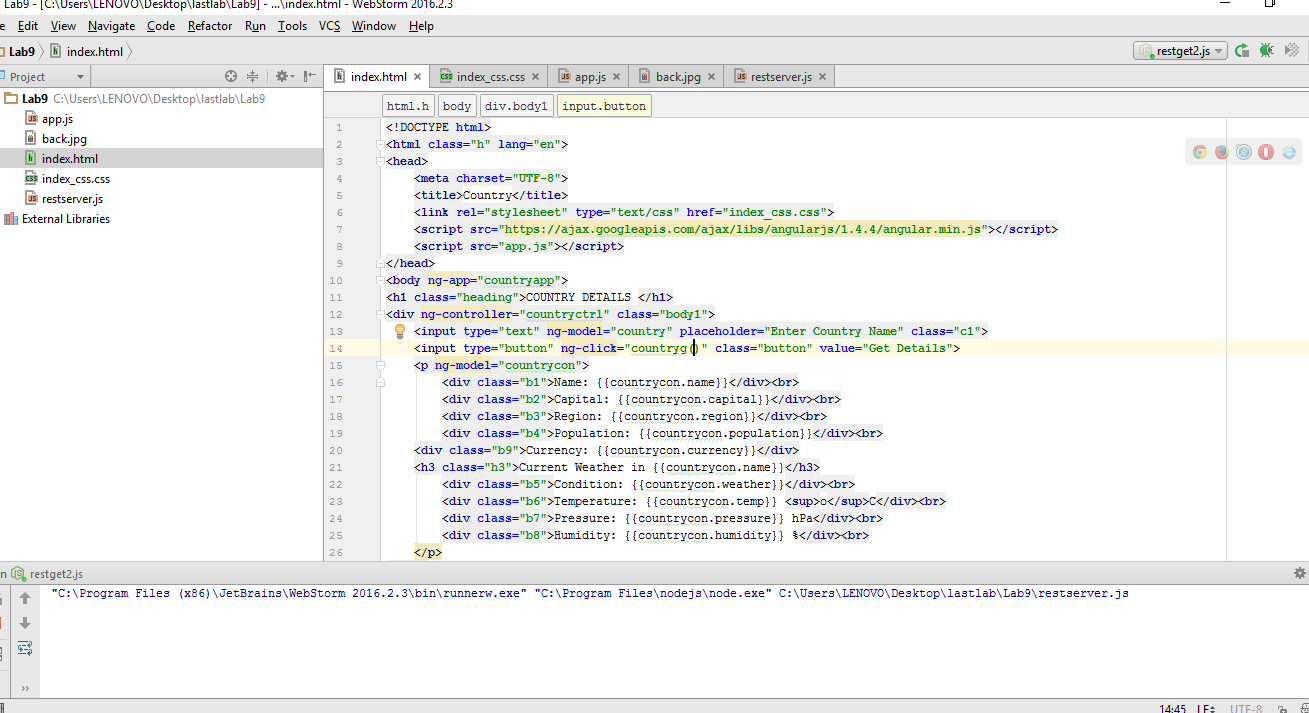 Lab9 - [C:\Users\LENOVO\Desktop\lastlab\Lab9] - ...\index.html - WebStorm 2016.2.3
Edit View Navigate Code Refactor Run Tools VCS Window Help
Lab9 index.html restget2.js
Project index.html index_css.css app.js back.jpg restserver.js
Lab9 C:\Users\LENOVO\Desktop\lastlab\Lab9
app.js
back.jpg
index.html
index_css.css
restserver.js
External Libraries
html.h body div.body1 input.button
1 <!DOCTYPE html>
2 <html class="h" lang="en">
3 <head>
4 <meta charset="UTF-8">
5 <title>Country</title>
6 <link rel="stylesheet" type="text/css" href="index_css.css">
7 <script src="https://ajax.googleapis.com/ajax/libs/angularjs/1.4.4/angular.min.js"></script>
8 <script src="app.js"></script>
9 </head>
10 <body ng-app="countryapp">
11 <h1 class="heading">COUNTRY DETAILS </h1>
12 <div ng-controller="countryctrl" class="body1">
13 <input type="text" ng-model="country" placeholder="Enter Country Name" class="c1">
14 <input type="button" ng-click="countryg()" class="button" value="Get Details">
15 <p ng-model="countrycon">
16 <div class="b1">Name: {{countrycon.name}}</div><br>
17 <div class="b2">Capital: {{countrycon.capital}}</div><br>
18 <div class="b3">Region: {{countrycon.region}}</div><br>
19 <div class="b4">Population: {{countrycon.population}}</div><br>
20 <div class="b9">Currency: {{countrycon.currency}}</div>
21 <h3 class="h3">Current Weather in {{countrycon.name}}</h3>
22 <div class="b5">Condition: {{countrycon.weather}}</div><br>
23 <div class="b6">Temperature: {{countrycon.temp}} <sup>o</sup>C</div><br>
24 <div class="b7">Pressure: {{countrycon.pressure}} hPa</div><br>
25 <div class="b8">Humidity: {{countrycon.humidity}} %</div><br>
26 </p>
restget2.js
"C:\Program Files (x86)\JetBrains\WebStorm 2016.2.3\bin\runnerw.exe" "C:\Program Files\nodejs\node.exe" C:\Users\LENOVO\Desktop\lastlab\Lab9\restserver.js
14:45 LF UTF-8